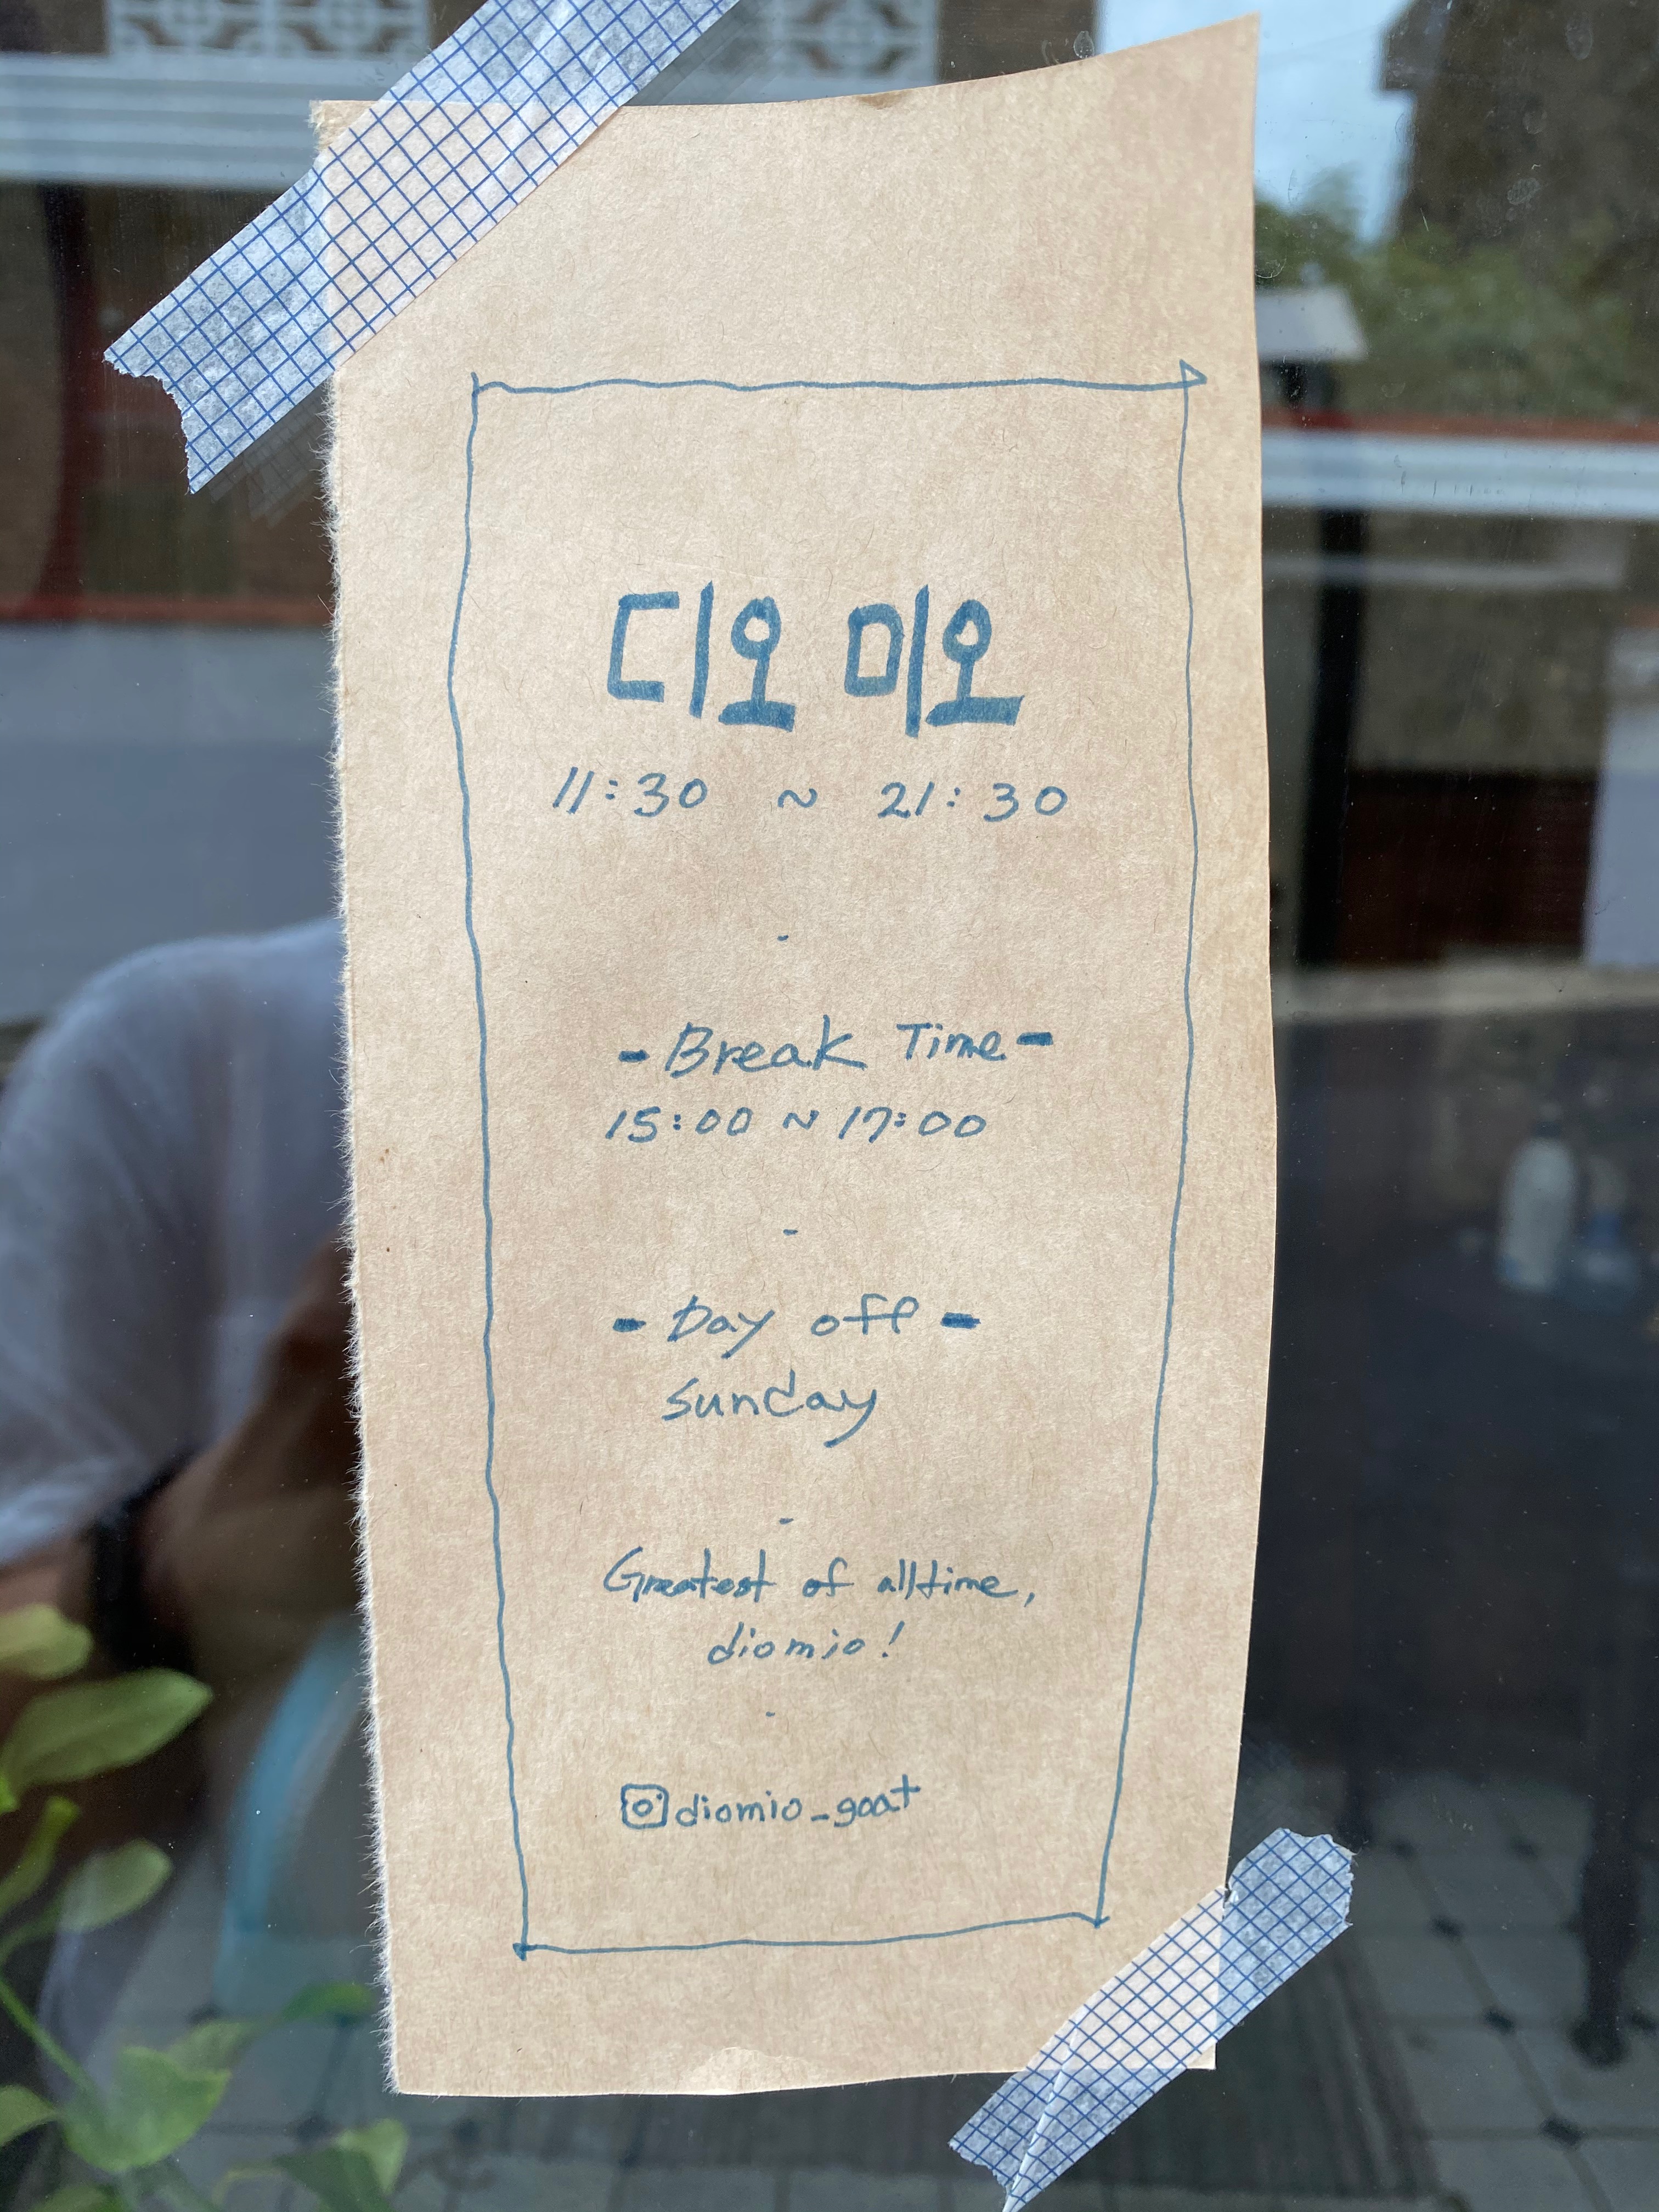 디오 미오
11:30 ~ 21:30
-
-Break Time-
15:00 ~ 17:00
-
- Day off -
Sunday
-
Greatest of alltime,
diomio!
-
diomio_goat